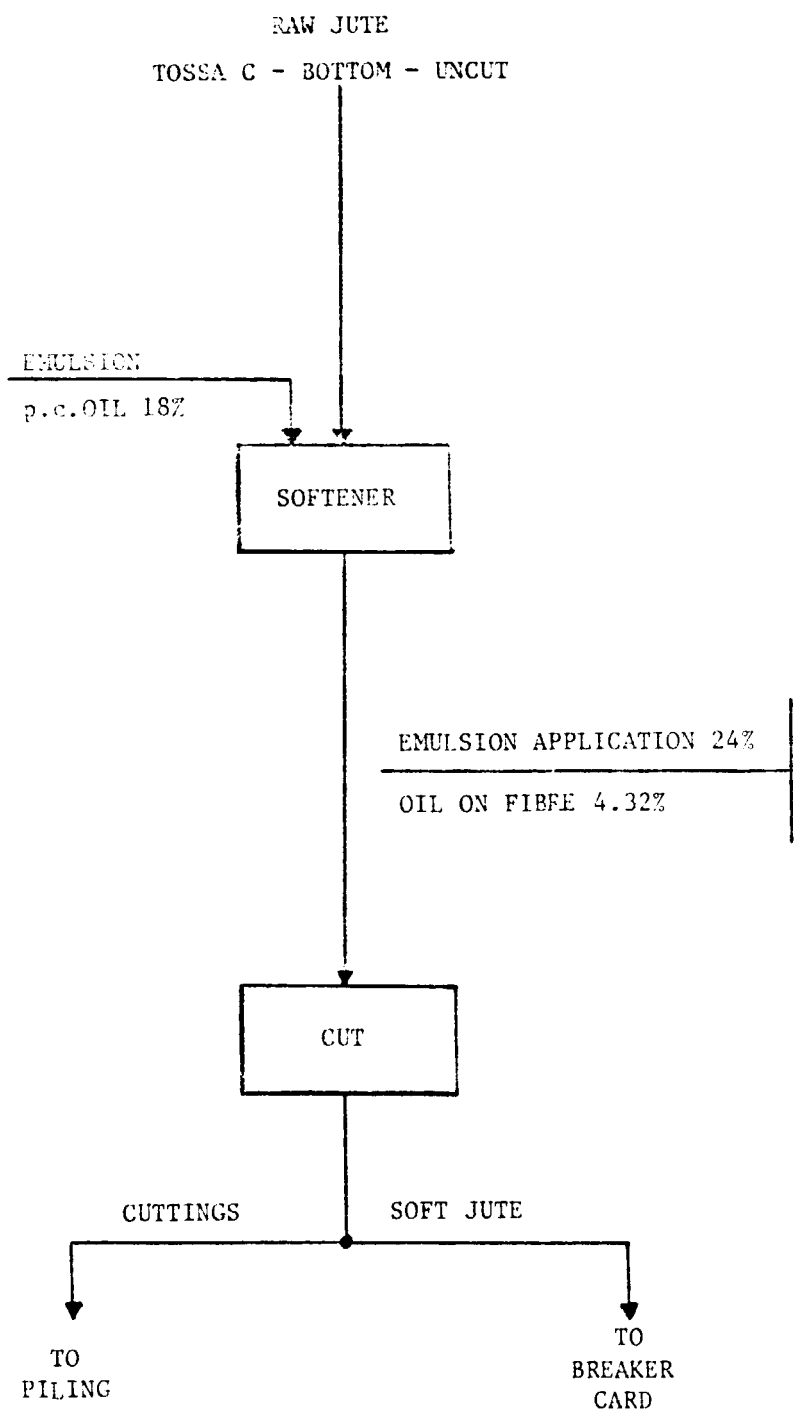 RAW JUTE
TOSSA C - BOTTOM - UNCUT
EMULSION
p.c.OIL 18%
SOFTENER
EMULSION APPLICATION 24%
OIL ON FIBRE 4.32%
CUT
CUTTINGS
SOFT JUTE
TO
PILING
TO
BREAKER
CARD